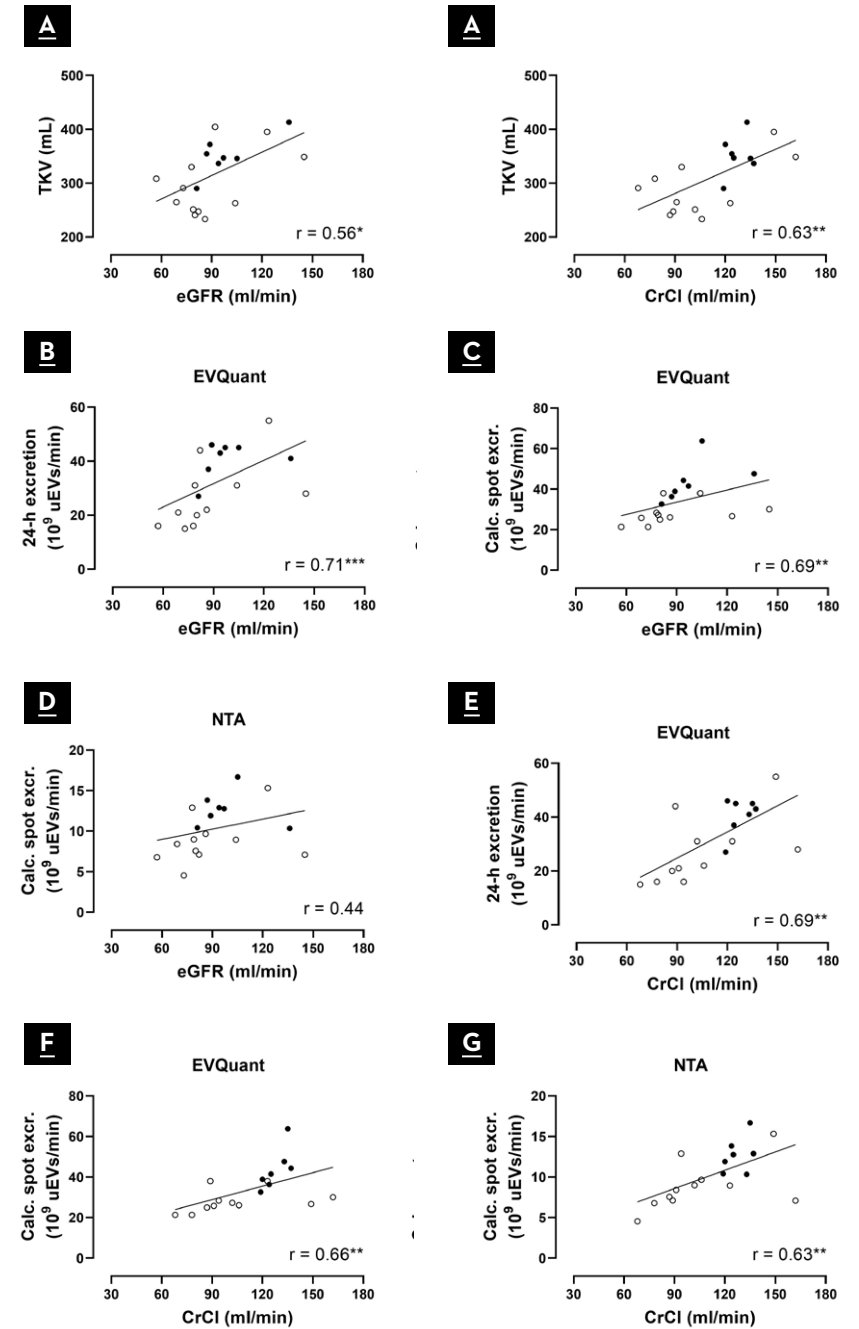 A
A
500
400
300
200
TKV (mL)
r = 0.56*
30 60 90 120 150 180
eGFR (ml/min)
500
400
300
200
TKV (mL)
r = 0.63**
30 60 90 120 150 180
CrCl (ml/min)
B
EVQuant
60
40
20
0
24-h excretion
(10⁹ uEVs/min)
r = 0.71***
30 60 90 120 150 180
eGFR (ml/min)
C
EVQuant
80
60
40
20
0
Calc. spot excr.
(10⁹ uEVs/min)
r = 0.69**
30 60 90 120 150 180
eGFR (ml/min)
D
NTA
20
15
10
5
0
Calc. spot excr.
(10⁹ uEVs/min)
r = 0.44
30 60 90 120 150 180
eGFR (ml/min)
E
EVQuant
60
40
20
0
24-h excretion
(10⁹ uEVs/min)
r = 0.69**
30 60 90 120 150 180
CrCl (ml/min)
F
EVQuant
80
60
40
20
0
Calc. spot excr.
(10⁹ uEVs/min)
r = 0.66**
30 60 90 120 150 180
CrCl (ml/min)
G
NTA
20
15
10
5
0
Calc. spot excr.
(10⁹ uEVs/min)
r = 0.63**
30 60 90 120 150 180
CrCl (ml/min)